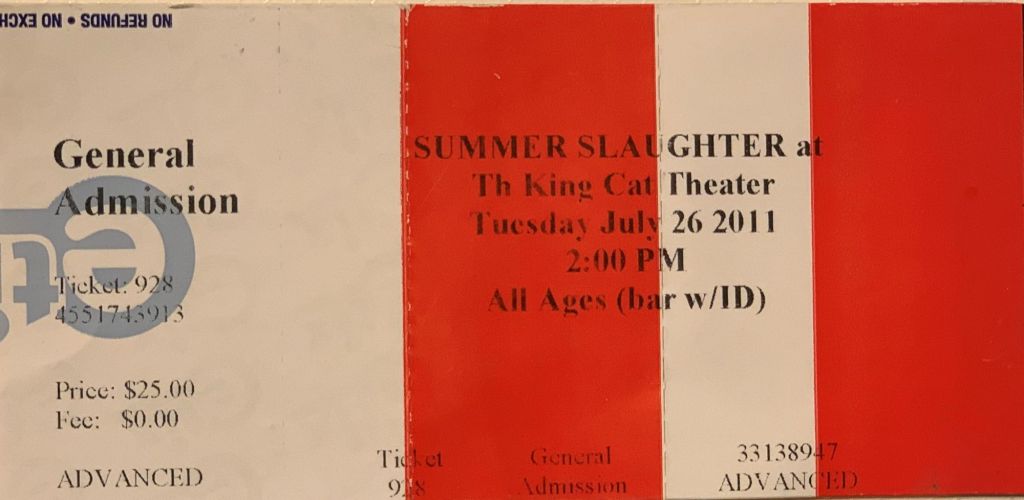 NO REFUNDS • NO EXCH
General
Admission
etix
Ticket: 928
4551743913
Price: $25.00
Fee: $0.00
ADVANCED
SUMMER SLAUGHTER at
Th King Cat Theater
Tuesday July 26 2011
2:00 PM
All Ages (bar w/ID)
Ticket
928
General
Admission
33138947
ADVANCED